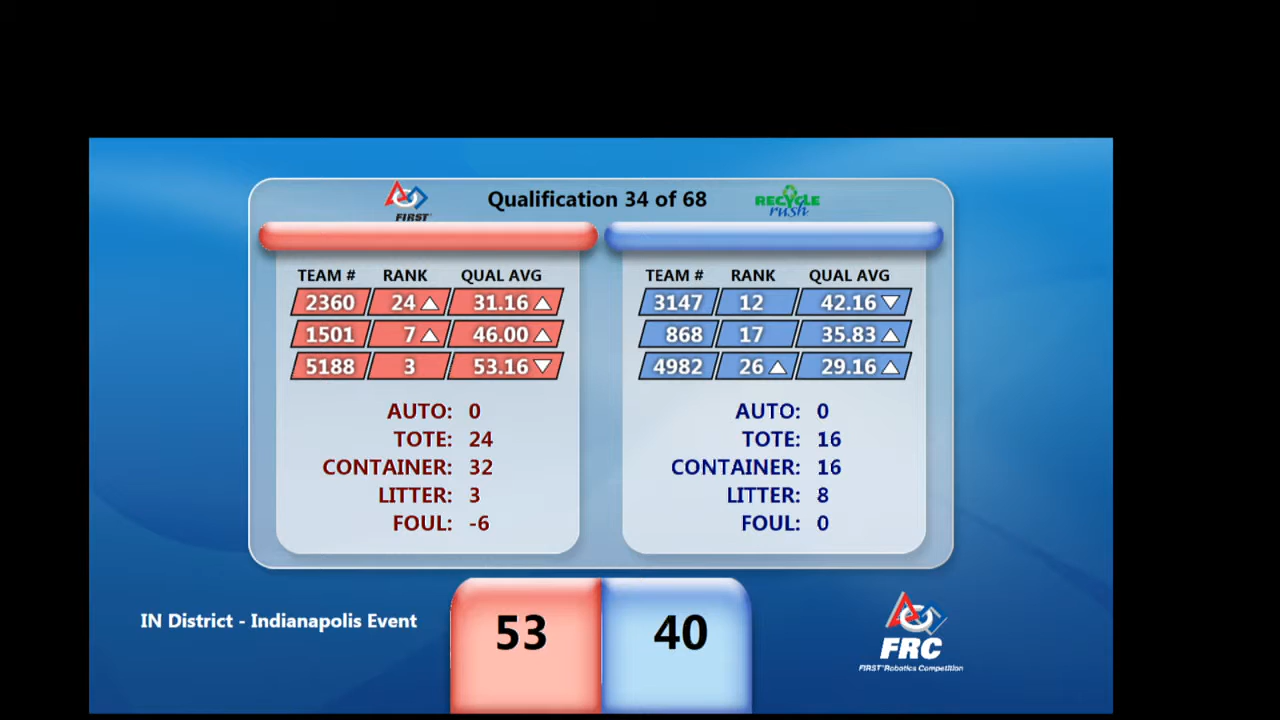 Qualification 34 of 68
FIRST
RECYCLE
rush
TEAM # RANK QUAL AVG
2360 24 31.16
1501 7 46.00
5188 3 53.16
AUTO: 0
TOTE: 24
CONTAINER: 32
LITTER: 3
FOUL: -6
TEAM # RANK QUAL AVG
3147 12 42.16
868 17 35.83
4982 26 29.16
AUTO: 0
TOTE: 16
CONTAINER: 16
LITTER: 8
FOUL: 0
IN District - Indianapolis Event
53 40
FRC
FIRST® Robotics Competition